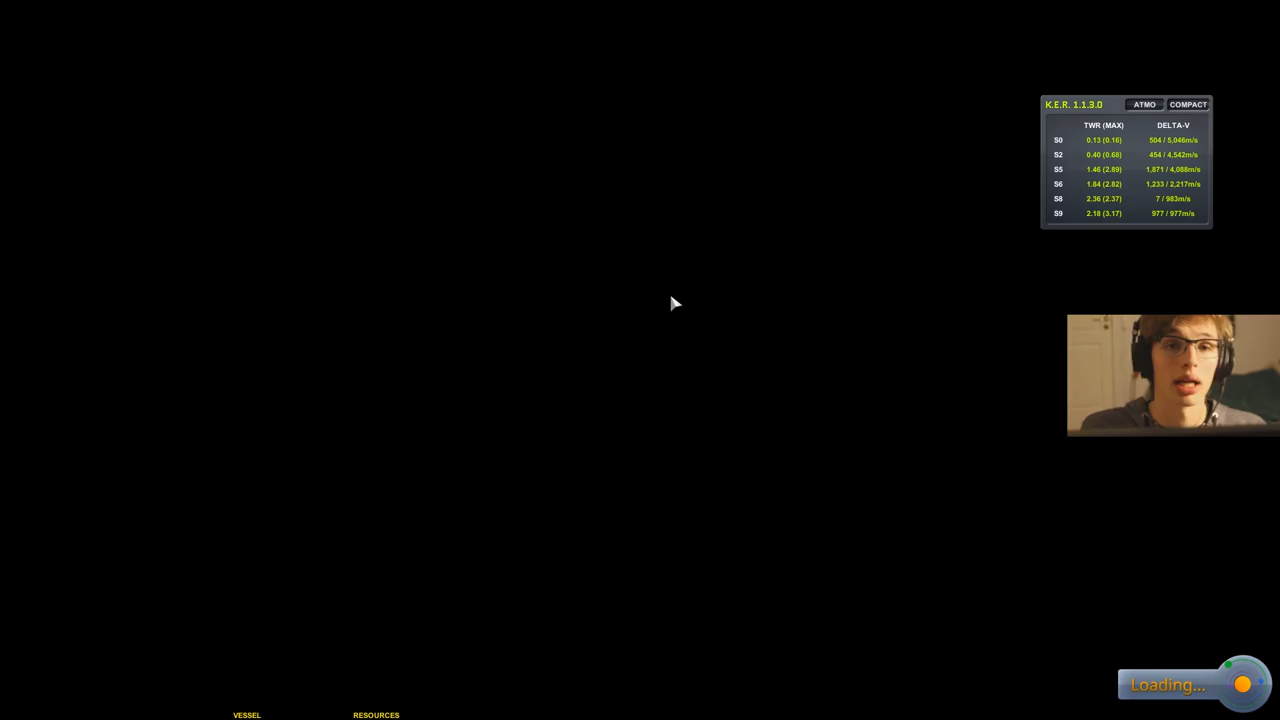 K.E.R. 1.1.3.0 ATMO COMPACT
TWR (MAX) DELTA-V
S0 0.13 (0.16) 504 / 5,046m/s
S2 0.40 (0.68) 454 / 4,542m/s
S5 1.46 (2.89) 1,871 / 4,088m/s
S6 1.84 (2.82) 1,233 / 2,217m/s
S8 2.36 (2.37) 7 / 983m/s
S9 2.18 (3.17) 977 / 977m/s
Loading...
VESSEL RESOURCES